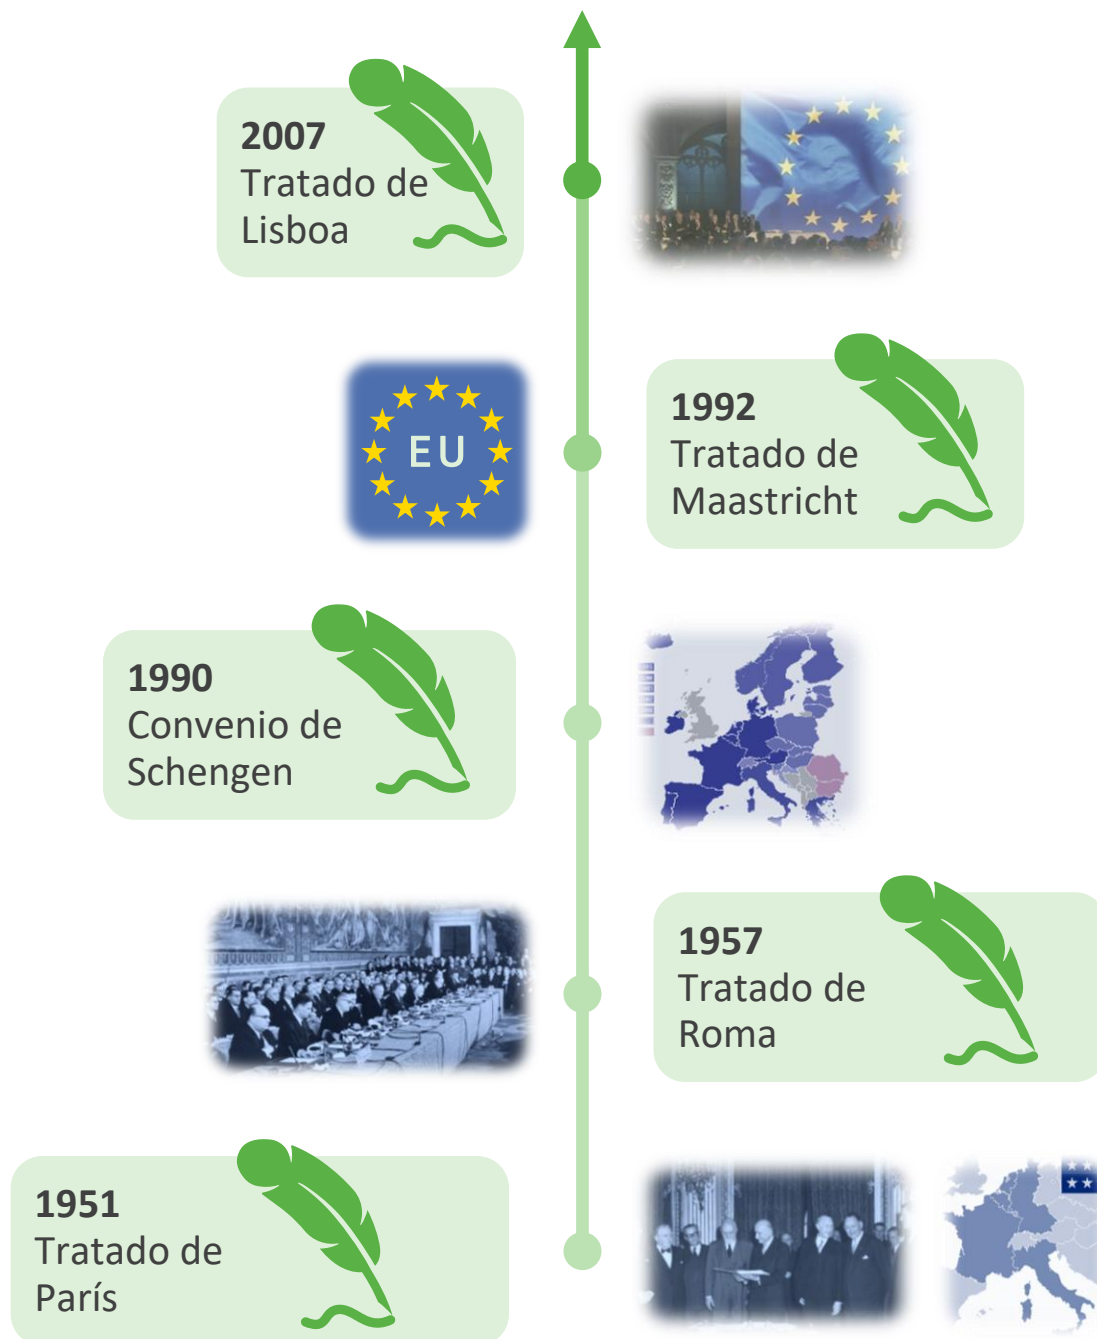 2007
Tratado de
Lisboa
EU
1992
Tratado de
Maastricht
1990
Convenio de
Schengen
1957
Tratado de
Roma
1951
Tratado de
París